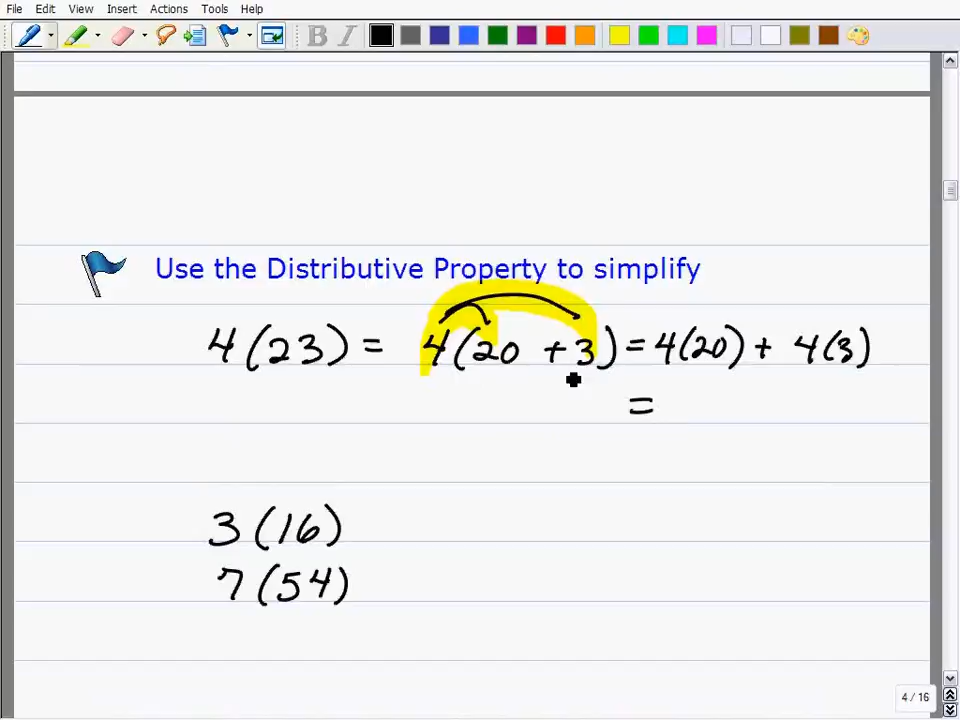 File Edit View Insert Actions Tools Help
B I
Use the Distributive Property to simplify
4(23) = 4(20 + 3) = 4(20) + 4(3)
=
3(16)
7(54)
4 / 16